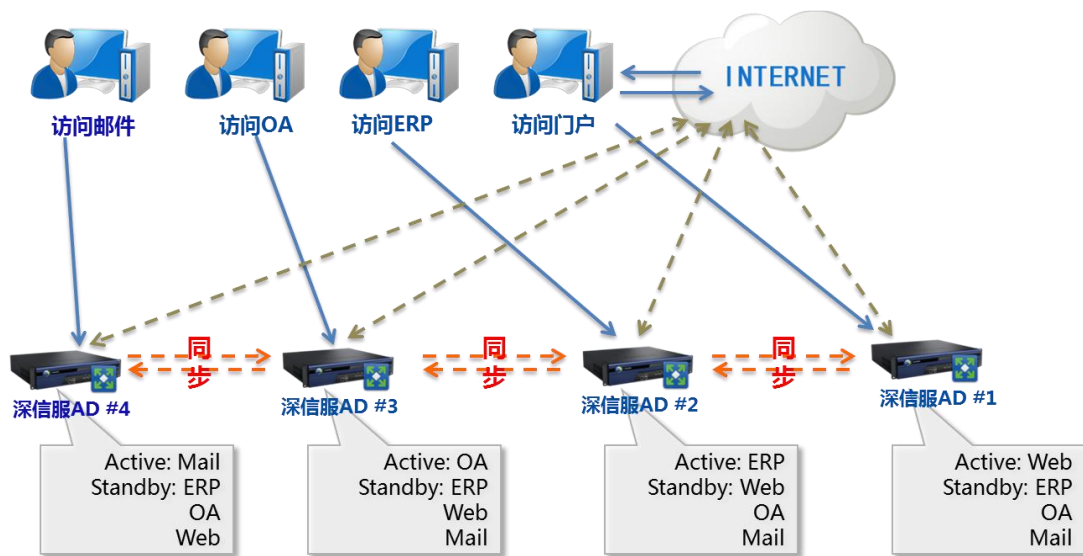 INTERNET
访问邮件
访问OA
访问ERP
访问门户
同
步
同
步
同
步
深信服AD #4
深信服AD #3
深信服AD #2
深信服AD #1
Active: Mail
Standby: ERP
OA
Web
Active: OA
Standby: ERP
Web
Mail
Active: ERP
Standby: Web
OA
Mail
Active: Web
Standby: ERP
OA
Mail